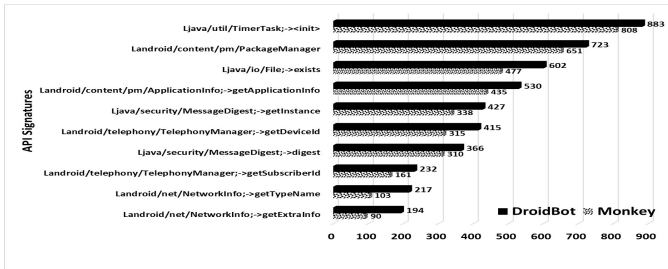 API Signatures
Ljava/util/TimerTask;-><init>
883
808
Landroid/content/pm/PackageManager
723
651
Ljava/io/File;->exists
602
477
Landroid/content/pm/ApplicationInfo;->getApplicationInfo
530
435
Ljava/security/MessageDigest;->getInstance
427
338
Landroid/telephony/TelephonyManager;->getDeviceId
415
315
Ljava/security/MessageDigest;->digest
366
310
Landroid/telephony/TelephonyManager;->getSubscriberId
232
161
Landroid/net/NetworkInfo;->getTypeName
217
103
Landroid/net/NetworkInfo;->getExtraInfo
194
90
DroidBot Monkey
0 100 200 300 400 500 600 700 800 900